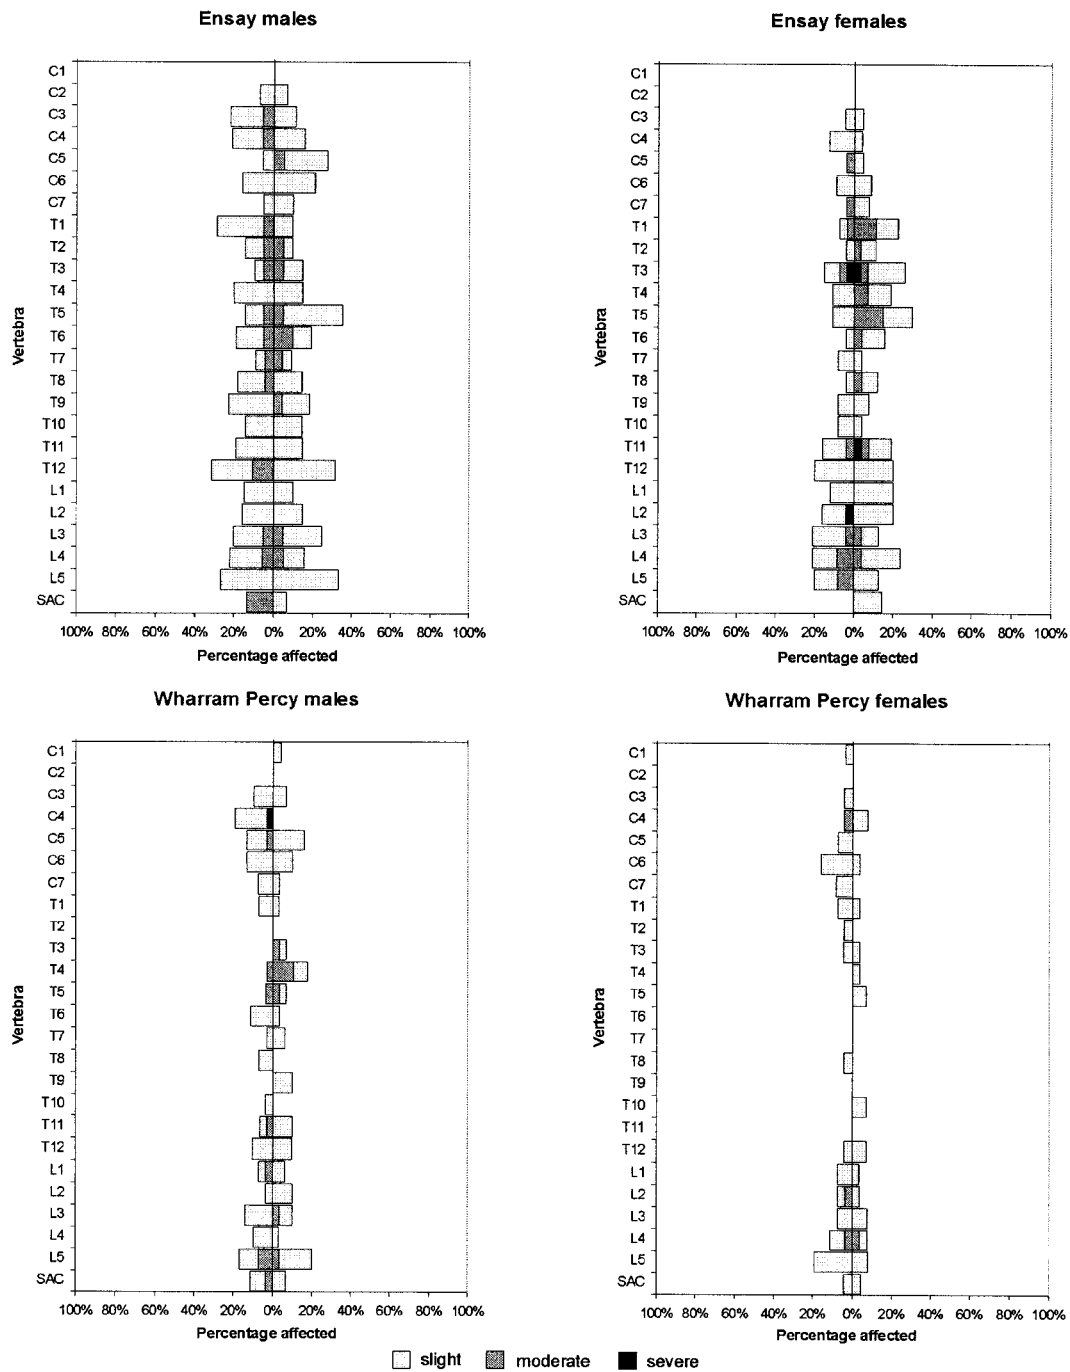 Ensay males
Ensay females
Vertebra
C1
C2
C3
C4
C5
C6
C7
T1
T2
T3
T4
T5
T6
T7
T8
T9
T10
T11
T12
L1
L2
L3
L4
L5
SAC
100% 80% 60% 40% 20% 0% 20% 40% 60% 80% 100%
Percentage affected
Vertebra
C1
C2
C3
C4
C5
C6
C7
T1
T2
T3
T4
T5
T6
T7
T8
T9
T10
T11
T12
L1
L2
L3
L4
L5
SAC
100% 80% 60% 40% 20% 0% 20% 40% 60% 80% 100%
Percentage affected
Wharram Percy males
Wharram Percy females
Vertebra
C1
C2
C3
C4
C5
C6
C7
T1
T2
T3
T4
T5
T6
T7
T8
T9
T10
T11
T12
L1
L2
L3
L4
L5
SAC
100% 80% 60% 40% 20% 0% 20% 40% 60% 80% 100%
Percentage affected
Vertebra
C1
C2
C3
C4
C5
C6
C7
T1
T2
T3
T4
T5
T6
T7
T8
T9
T10
T11
T12
L1
L2
L3
L4
L5
SAC
100% 80% 60% 40% 20% 0% 20% 40% 60% 80% 100%
Percentage affected
slight moderate severe